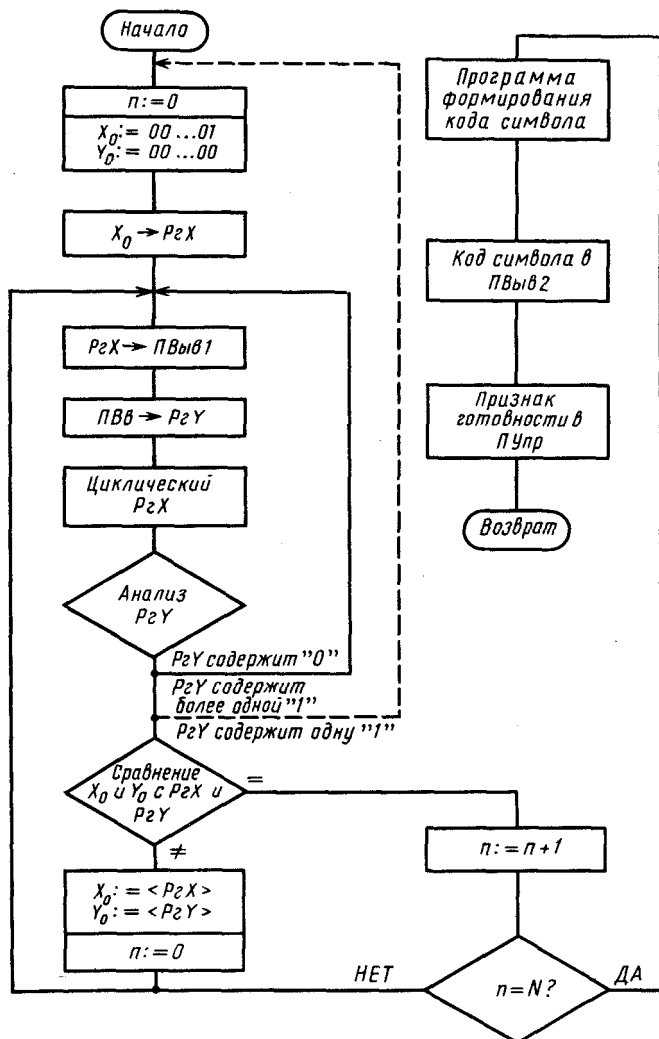 Начало
n:=0
X₀:= 00 ...01
Y₀:= 00 ...00
X₀→РгX
РгX→ПВыв1
ПВв→РгY
Циклический
РгX
Анализ
РгY
РгY содержит "0"
РгY содержит
более одной "1"
РгY содержит одну "1"
Сравнение
X₀ и Y₀ с РгX и
РгY
=
≠
X₀:= <РгX>
Y₀:= <РгY>
n:=0
n:=n+1
НЕТ
n=N?
ДА
Программа
формирования
кода символа
Код символа в
ПВыв2
Признак
готовности в
ПУпр
Возврат